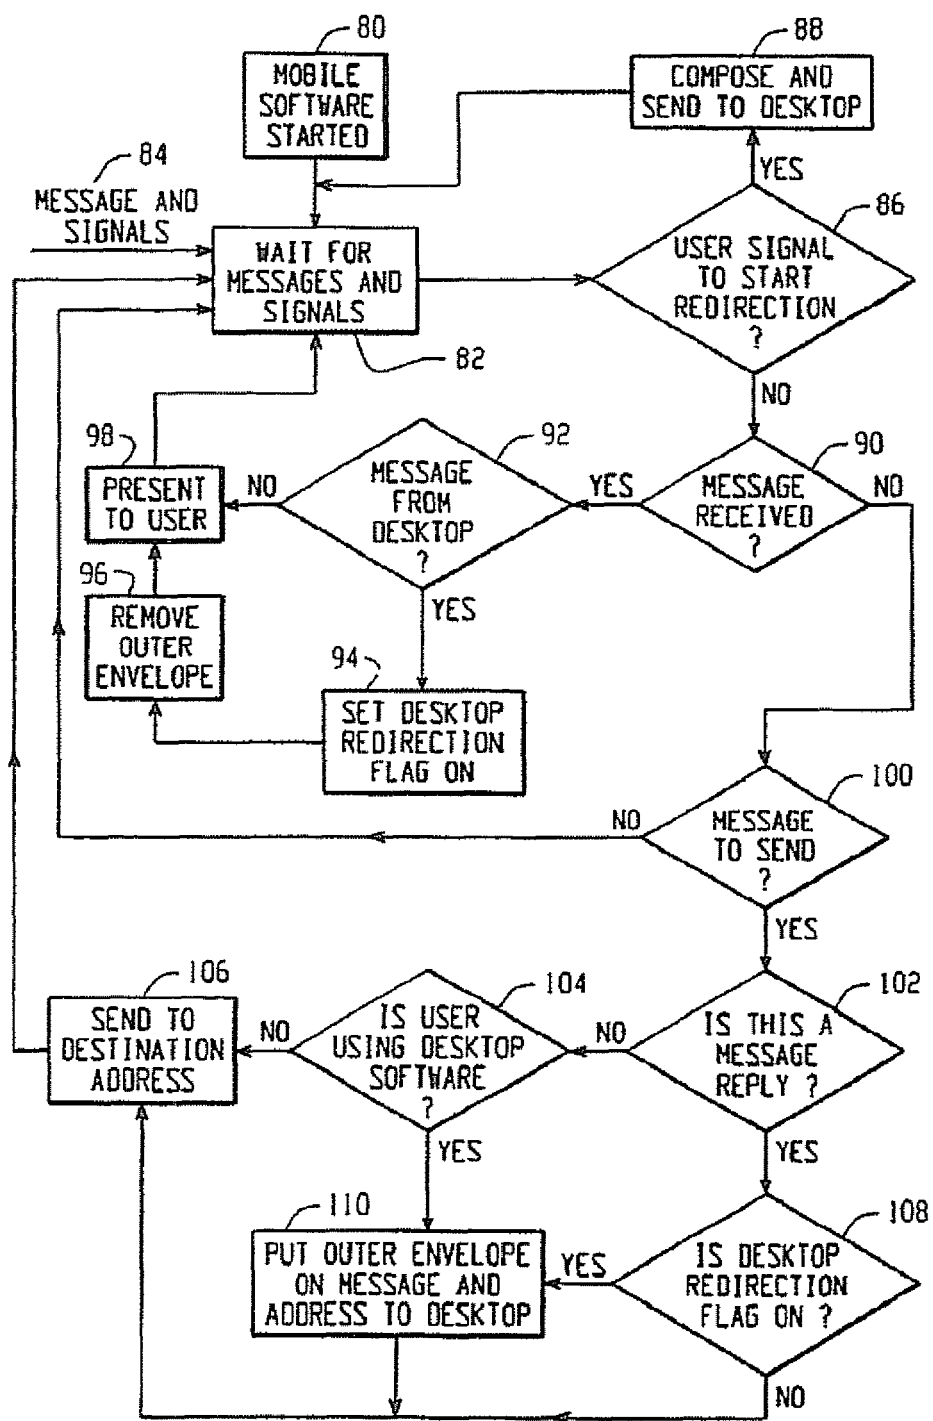 80
MOBILE
SOFTWARE
STARTED
88
COMPOSE AND
SEND TO DESKTOP
84
MESSAGE AND
SIGNALS
YES
86
WAIT FOR
MESSAGES AND
SIGNALS
82
USER SIGNAL
TO START
REDIRECTION
?
NO
98
PRESENT
TO USER
NO
92
MESSAGE
FROM
DESKTOP
?
YES
90
MESSAGE
RECEIVED
?
NO
96
REMOVE
OUTER
ENVELOPE
YES
94
SET DESKTOP
REDIRECTION
FLAG ON
100
MESSAGE
TO SEND
?
NO
YES
106
SEND TO
DESTINATION
ADDRESS
NO
104
IS USER
USING DESKTOP
SOFTWARE
?
NO
102
IS THIS A
MESSAGE
REPLY ?
YES
YES
110
PUT OUTER ENVELOPE
ON MESSAGE AND
ADDRESS TO DESKTOP
YES
108
IS DESKTOP
REDIRECTION
FLAG ON ?
NO